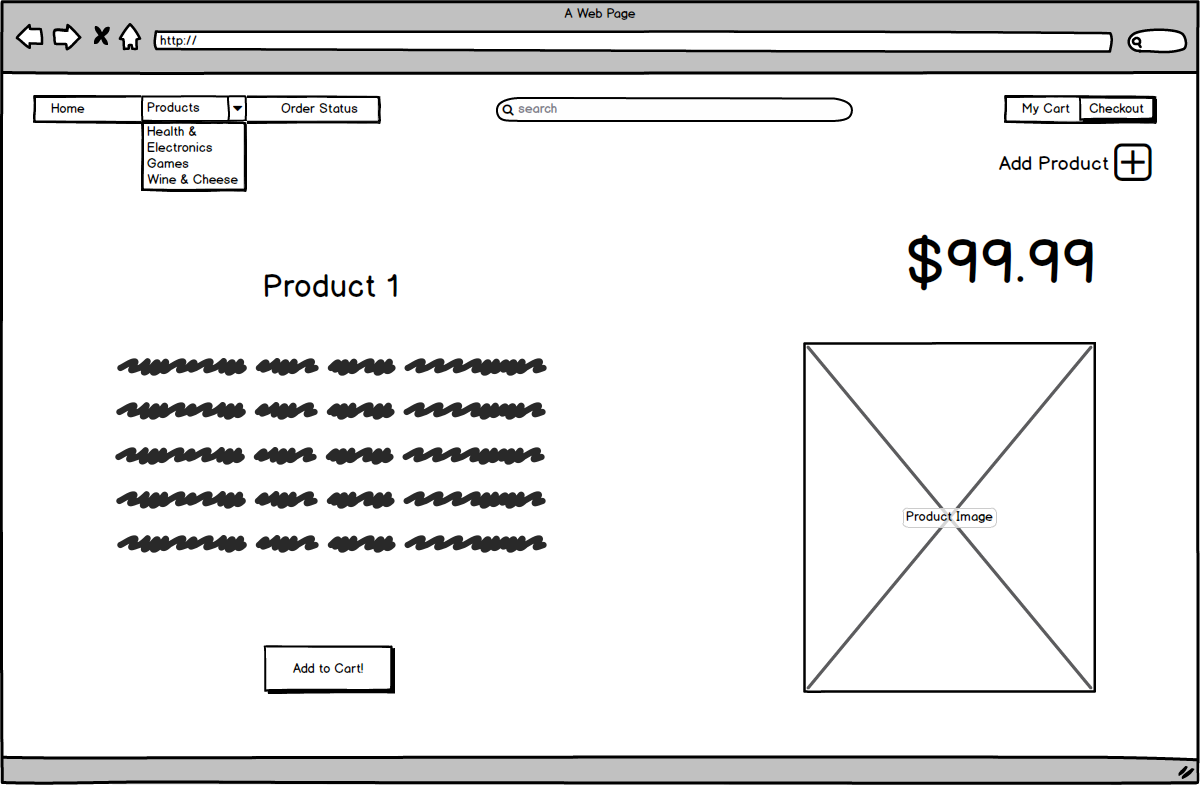 A Web Page
http://
Home Products Order Status
search
My Cart Checkout
Health &
Electronics
Games
Wine & Cheese
Add Product
$99.99
Product 1
Product Image
Add to Cart!